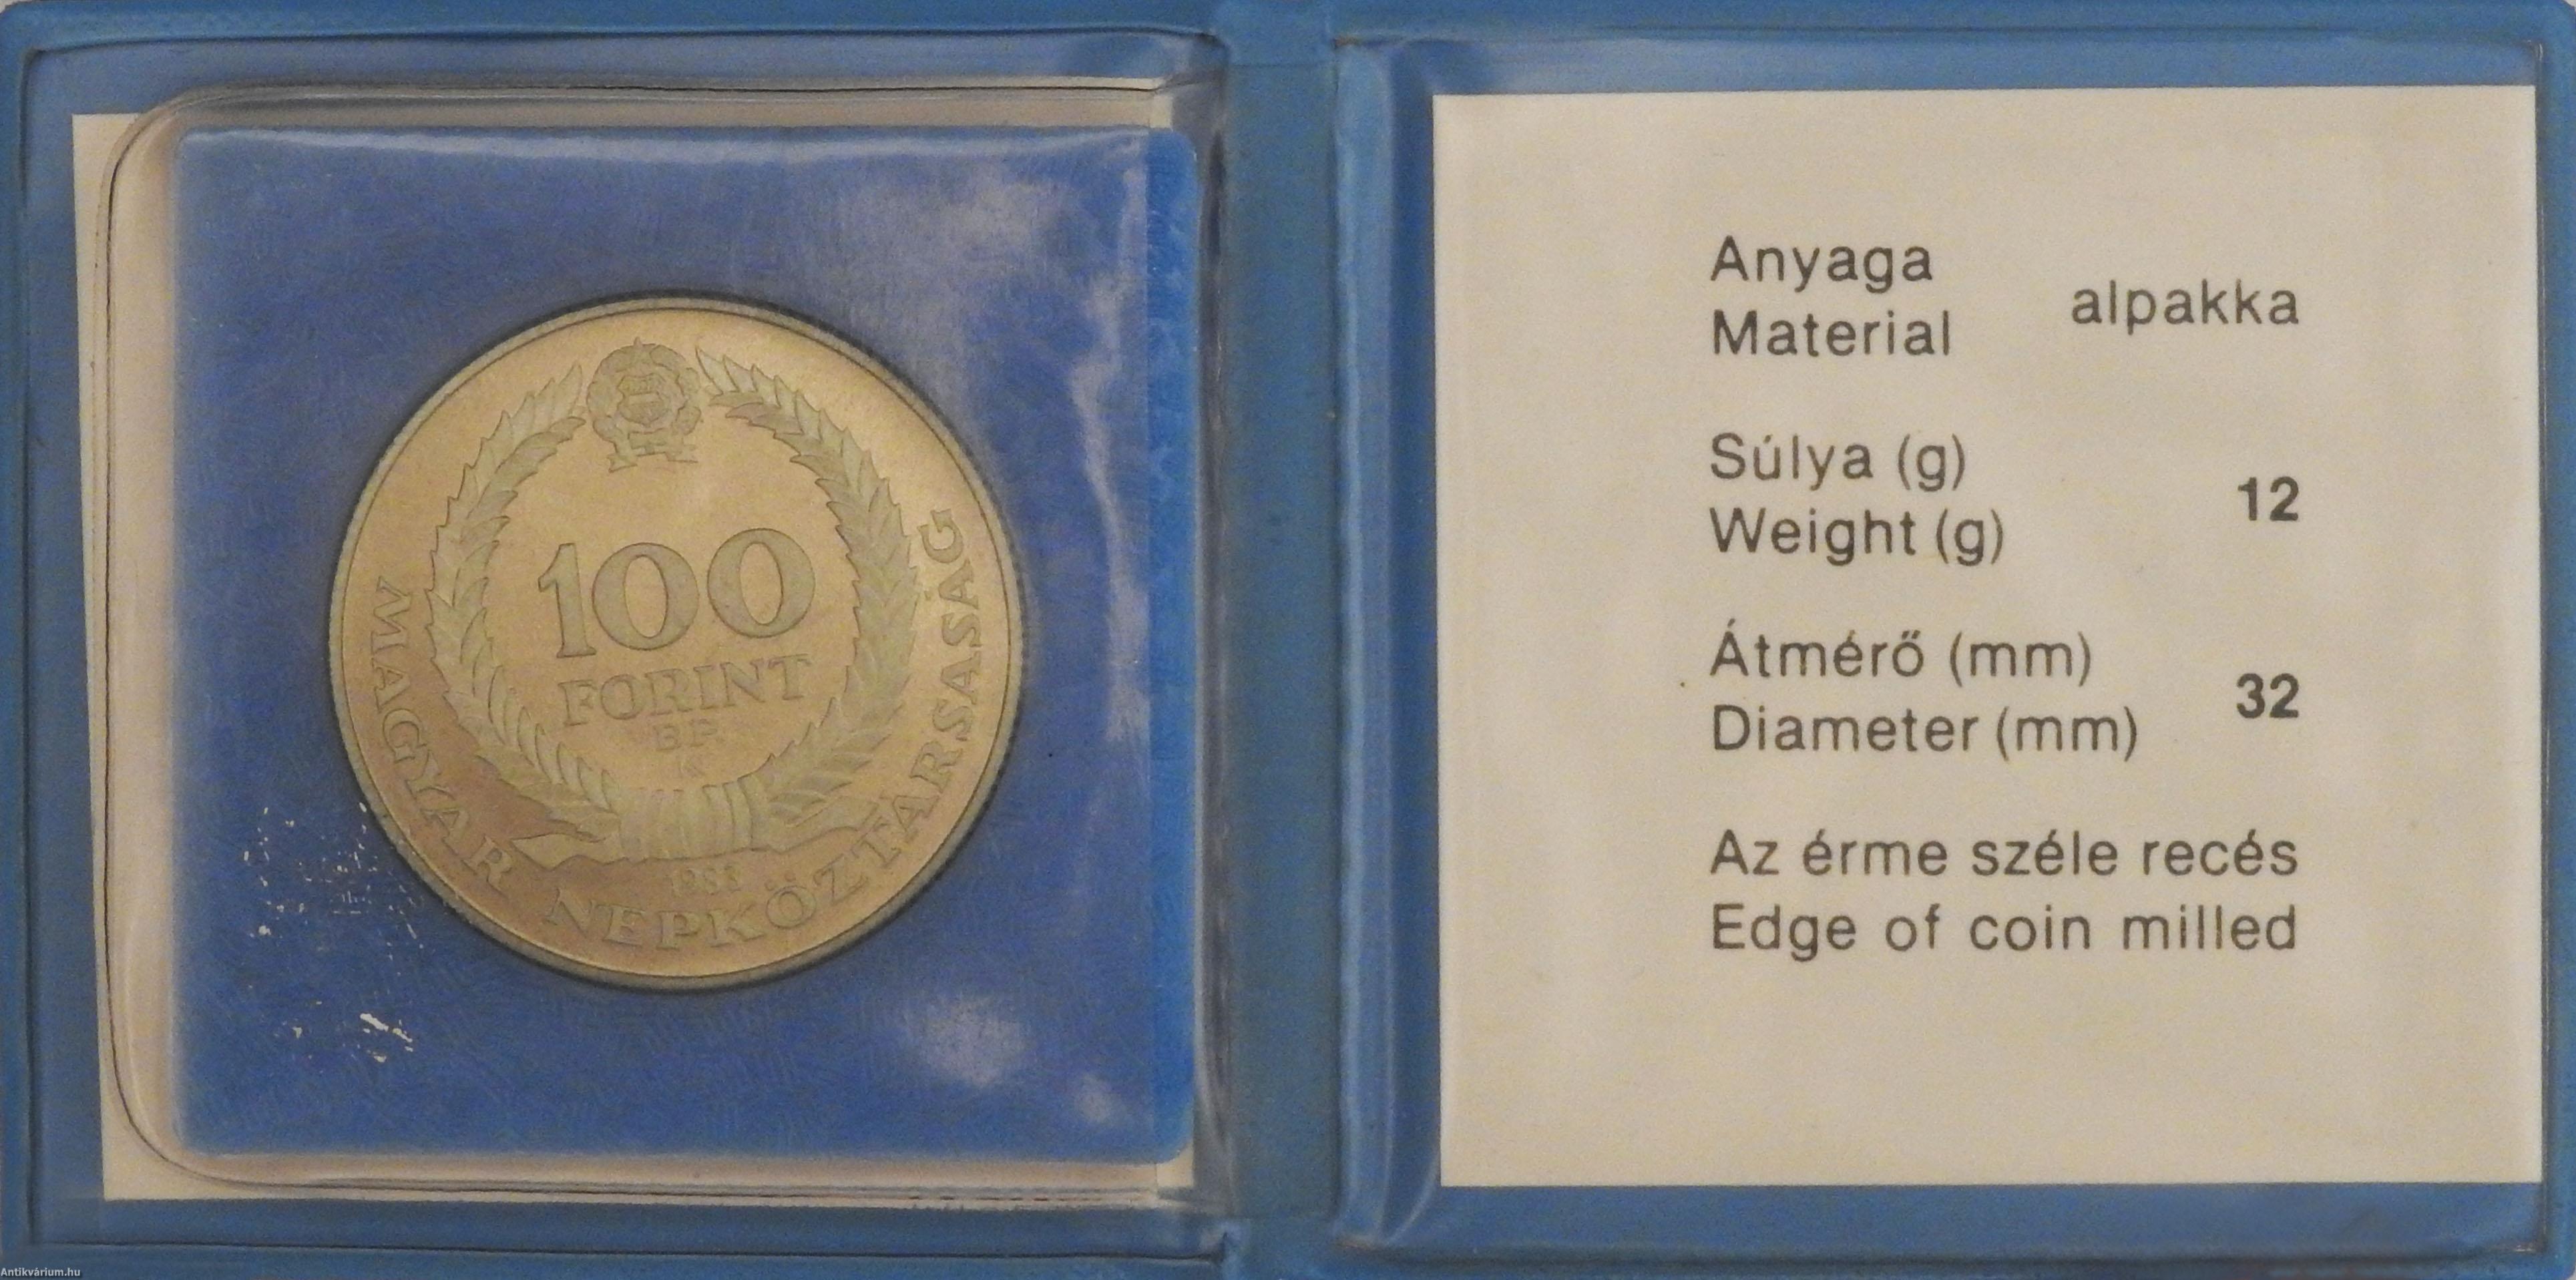 100
FORINT
BP.
MAGYAR NÉPKÖZTÁRSASÁG
Anyaga
Material
alpakka
Súlya (g)
Weight (g)
12
Átmérő (mm)
Diameter (mm)
32
Az érme széle recés
Edge of coin milled
Antikvárium.hu